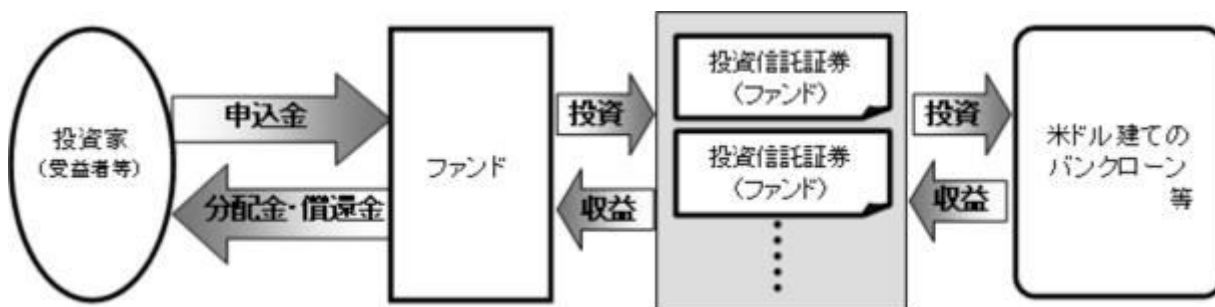 投資家
(受益者等)
申込金
分配金・償還金
ファンド
投資
収益
投資信託証券
(ファンド)
投資信託証券
(ファンド)
投資
収益
米ドル建ての
バンクローン
等